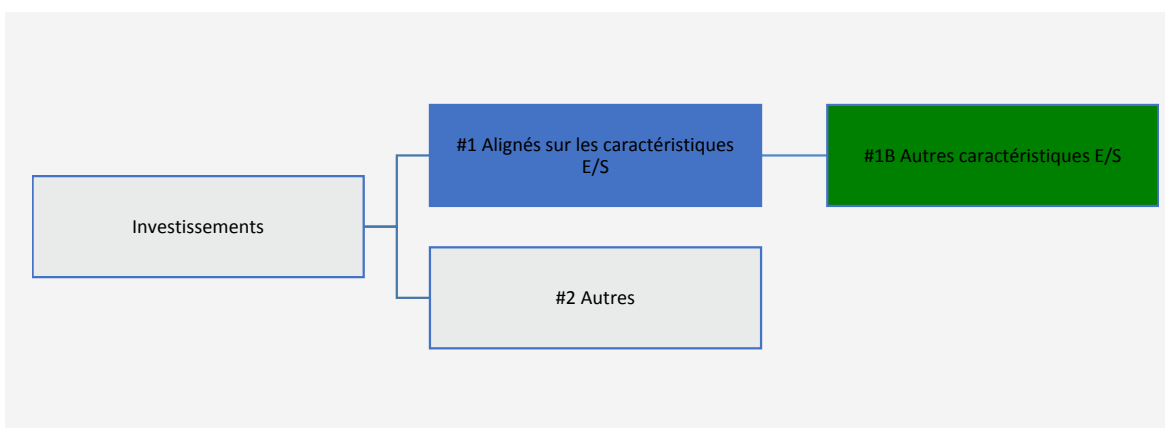 #1 Alignés sur les caractéristiques
E/S
#1B Autres caractéristiques E/S
Investissements
#2 Autres